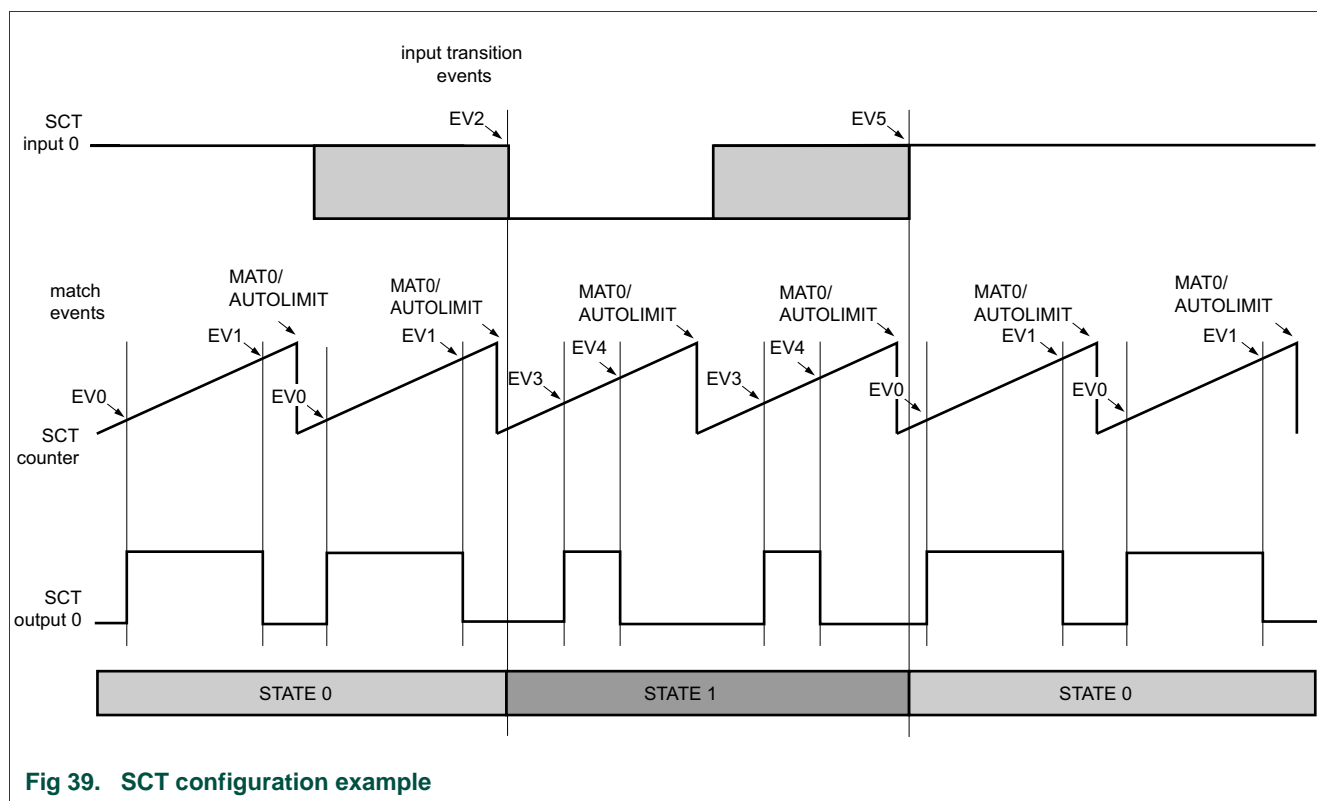 input transition
events
SCT
input 0
EV2
EV5
match
events
MAT0/
AUTOLIMIT
MAT0/
AUTOLIMIT
MAT0/
AUTOLIMIT
MAT0/
AUTOLIMIT
MAT0/
AUTOLIMIT
MAT0/
AUTOLIMIT
EV1
EV1
EV4
EV4
EV1
EV1
EV0
EV0
EV3
EV3
EV0
EV0
SCT
counter
SCT
output 0
STATE 0
STATE 1
STATE 0
Fig 39. SCT configuration example